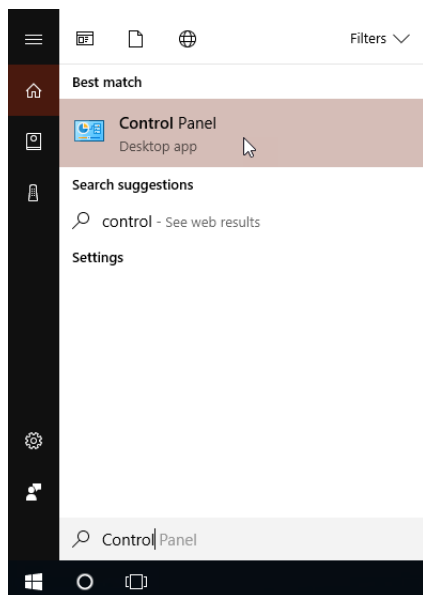 Filters
Best match
Control Panel
Desktop app
Search suggestions
control - See web results
Settings
Control Panel